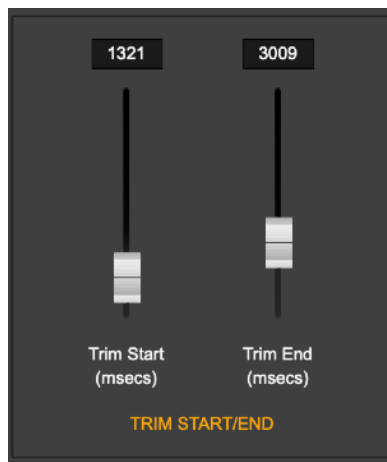 1321 3009
Trim Start Trim End
(msecs) (msecs)
TRIM START/END